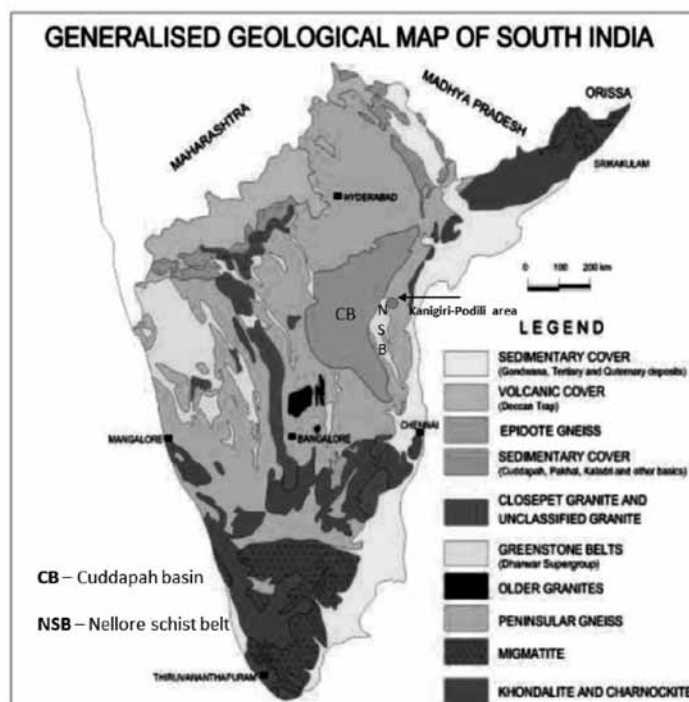 GENERALISED GEOLOGICAL MAP OF SOUTH INDIA
MAHARASHTRA
MADHYA PRADESH
ORISSA
SRIKAKULAM
HYDERABAD
0 100 200 km
CB
N
S
B
Kanigiri-Podili area
LEGEND
SEDIMENTARY COVER
(Gondwana, Tertiary and Quternary deposits)
VOLCANIC COVER
(Deccan Trap)
EPIDOTE GNEISS
SEDIMENTARY COVER
(Cuddapah, Pakhal, Kaladri and other basics)
CLOSEPET GRANITE AND
UNCLASSIFIED GRANITE
GREENSTONE BELTS
(Dharwar Supergroup)
OLDER GRANITES
PENINSULAR GNEISS
MIGMATITE
KHONDALITE AND CHARNOCKITE
MANGALORE
BANGALORE
CHENNAI
CB – Cuddapah basin
NSB – Nellore schist belt
THIRUVANANTHAPURAM